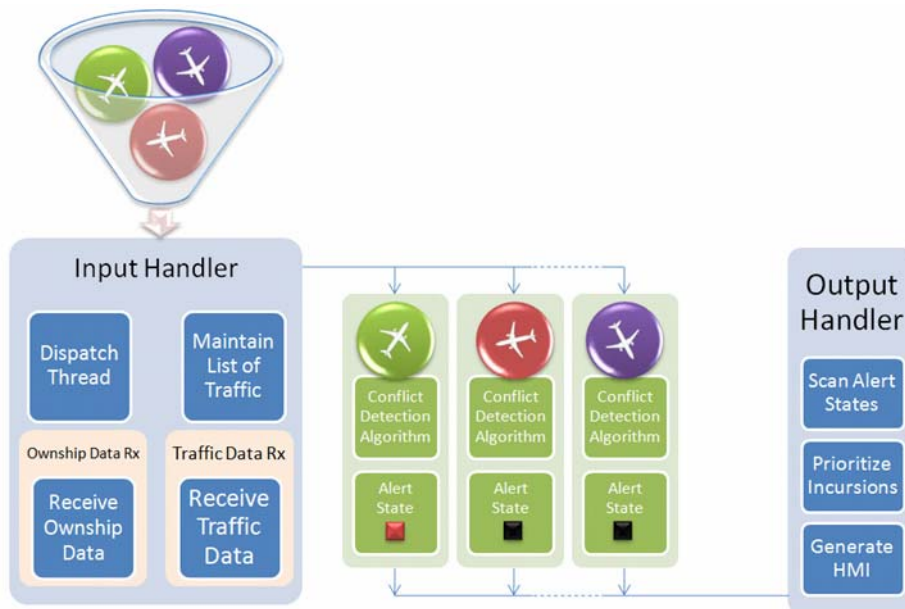 Input Handler
Dispatch
Thread
Maintain
List of
Traffic
Ownship Data Rx
Receive
Ownship
Data
Traffic Data Rx
Receive
Traffic
Data
Conflict
Detection
Algorithm
Alert
State
Conflict
Detection
Algorithm
Alert
State
Conflict
Detection
Algorithm
Alert
State
Output
Handler
Scan Alert
States
Prioritize
Incursions
Generate
HMI